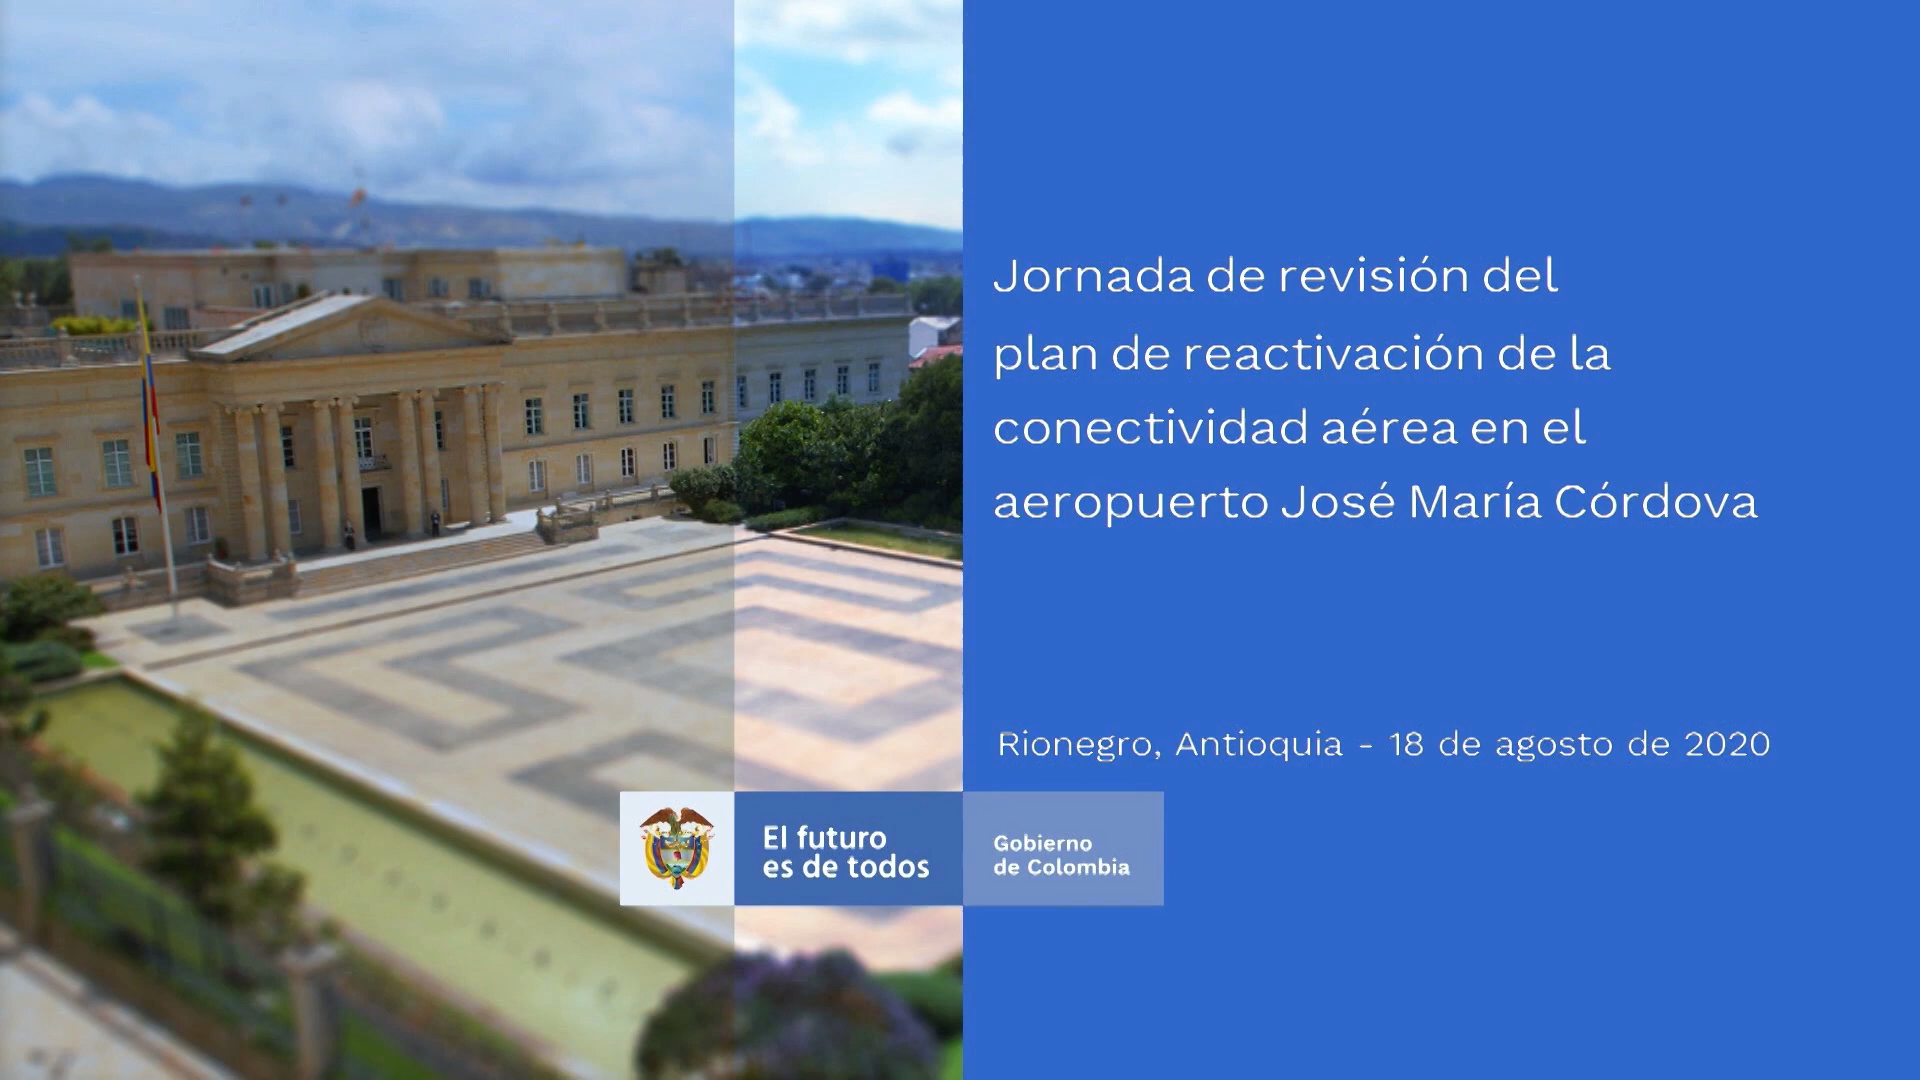 Jornada de revisión del
plan de reactivación de la
conectividad aérea en el
aeropuerto José María Córdova
Rionegro, Antioquia - 18 de agosto de 2020
El futuro
es de todos
Gobierno
de Colombia